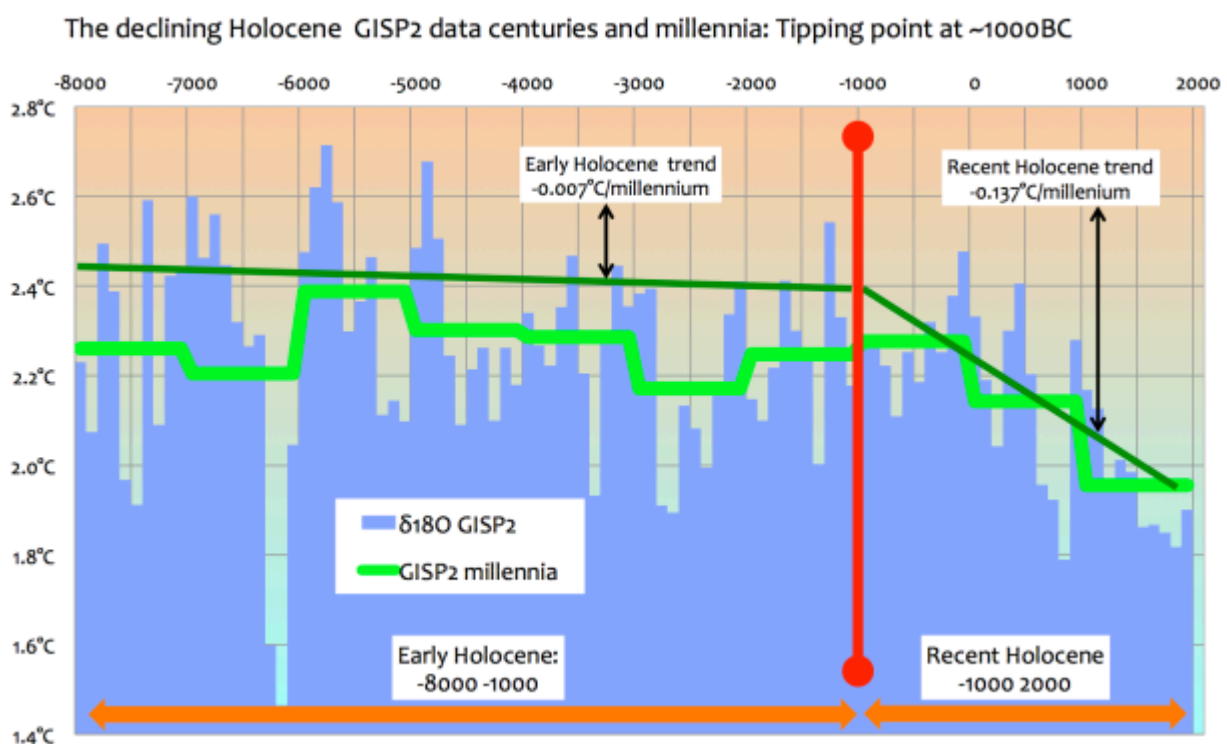 The declining Holocene GISP2 data centuries and millennia: Tipping point at ~1000BC
-8000 -7000 -6000 -5000 -4000 -3000 -2000 -1000 0 1000 2000
2.8°C
2.6°C
2.4°C
2.2°C
2.0°C
1.8°C
1.6°C
1.4°C
Early Holocene trend
-0.007°C/millennium
Recent Holocene trend
-0.137°C/millenium
δ18O GISP2
GISP2 millennia
Early Holocene:
-8000 -1000
Recent Holocene
-1000 2000